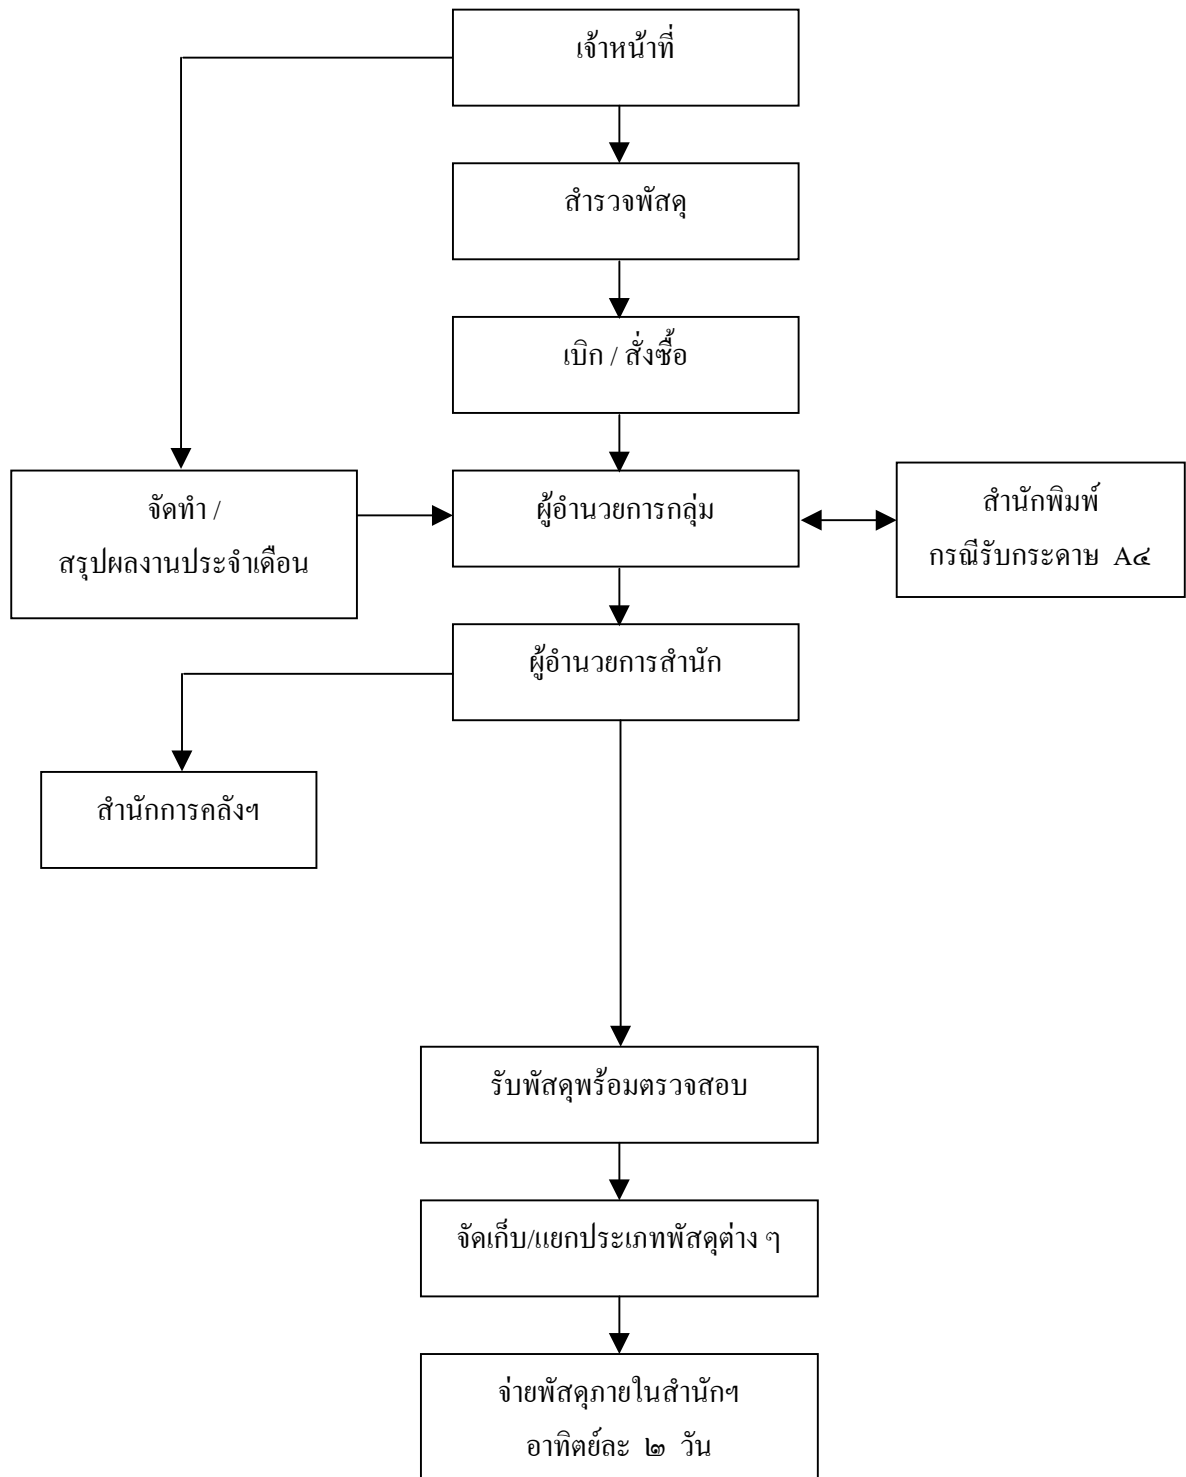 เจ้าหน้าที่
สำรวจพัสดุ
เบิก / สั่งซื้อ
จัดทำ /
สรุปผลงานประจำเดือน
ผู้อำนวยการกลุ่ม
สำนักพิมพ์
กรณีรับกระดาษ A๔
ผู้อำนวยการสำนัก
สำนักการคลังฯ
รับพัสดุพร้อมตรวจสอบ
จัดเก็บ/แยกประเภทพัสดุต่าง ๆ
จ่ายพัสดุภายในสำนักฯ
อาทิตย์ละ ๒ วัน